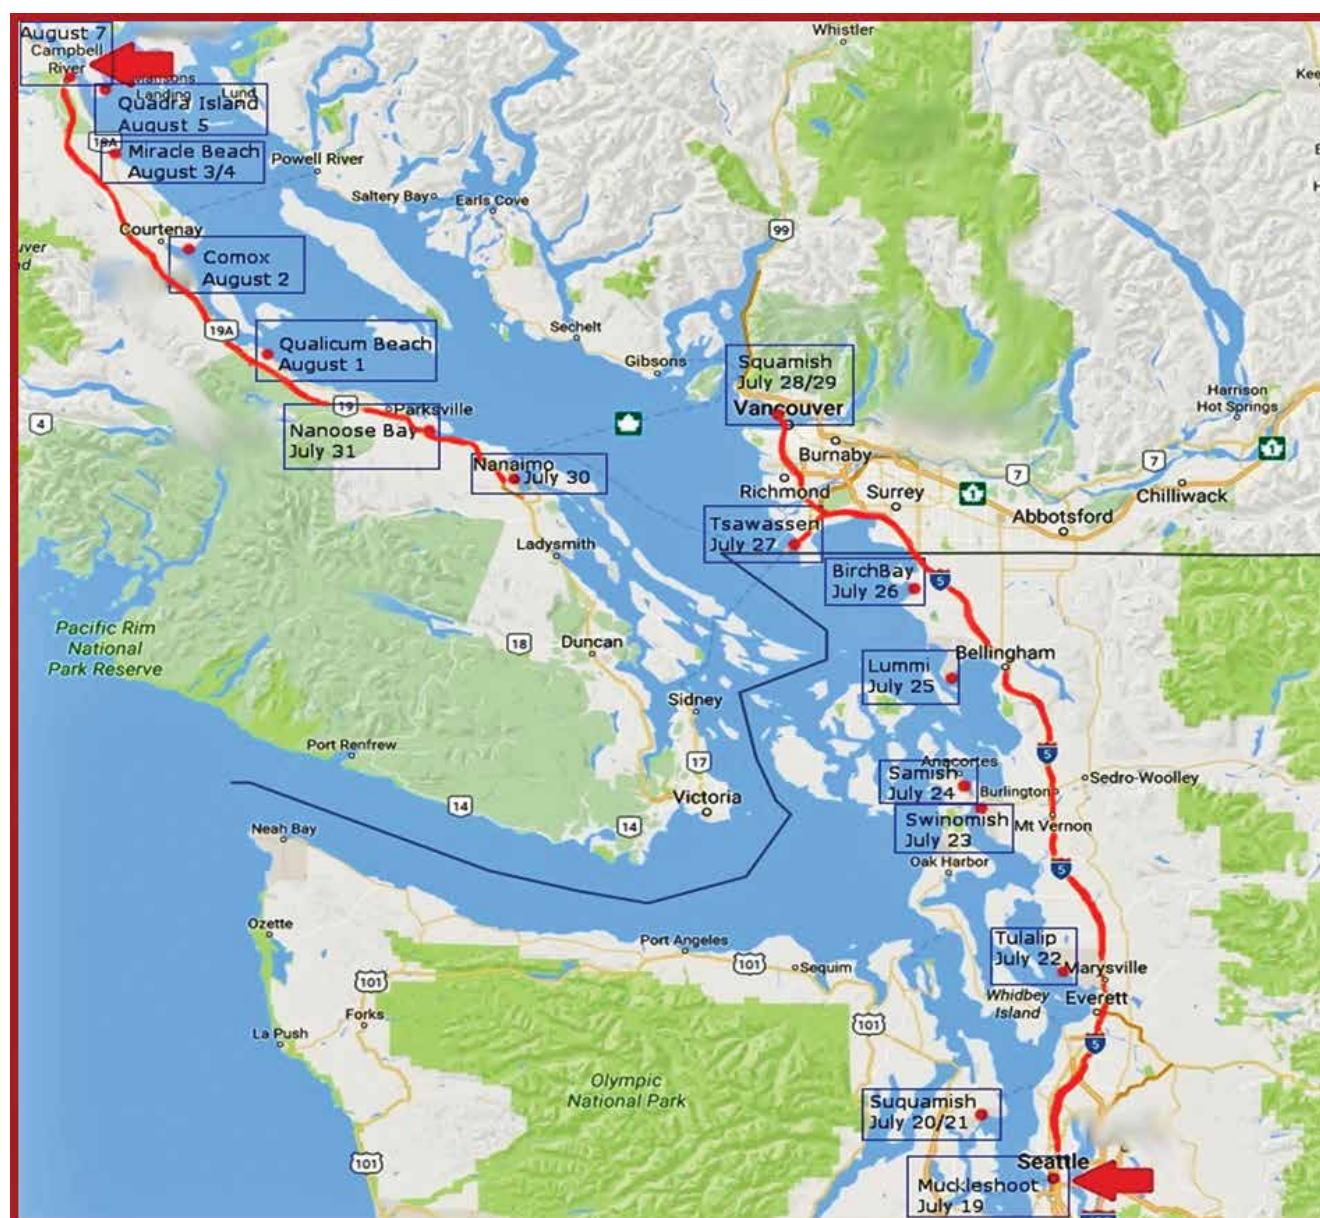 August 7
Campbell
River
Mansons
Landing
Lund
Quadra Island
August 5
19A
Miracle Beach
August 3/4
Whistler
Powell River
Saltery Bay
Earls Cove
99
Courtenay
Comox
August 2
19A
Qualicum Beach
August 1
Sechelt
Gibsons
Squamish
July 28/29
Vancouver
Burnaby
Harrison
Hot Springs
4
19
Parksville
Nanoose Bay
July 31
Nanaimo
July 30
Richmond
Surrey
1
7
7
1
Chilliwack
Abbotsford
Tsawassen
July 27
Ladysmith
BirchBay
July 26
5
Pacific Rim
National
Park Reserve
18
Duncan
Bellingham
Lummi
July 25
Sidney
Port Renfrew
17
5
Anacortes
Samish
July 24
Burlington
Sedro-Woolley
Victoria
14
14
Swinomish
July 23
Mt Vernon
Neah Bay
Oak Harbor
5
Ozette
Port Angeles
101
Sequim
Tulalip
July 22
Marysville
101
Whidbey
Island
Everett
Forks
La Push
101
5
Olympic
National Park
Suquamish
July 20/21
101
Seattle
Muckleshoot
July 19